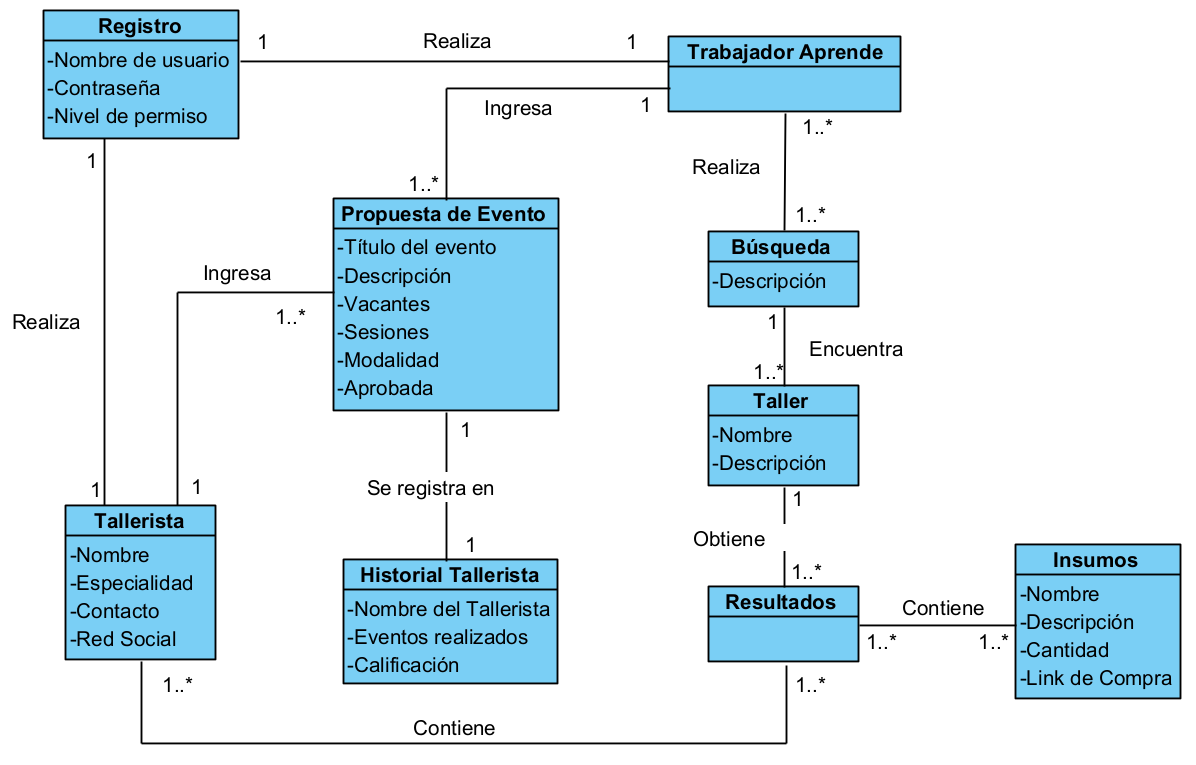 Registro
-Nombre de usuario
-Contraseña
-Nivel de permiso
1
Realiza
1
Trabajador Aprende
Ingresa
1
1..*
1..*
Realiza
1..*
1
Propuesta de Evento
-Título del evento
-Descripción
-Vacantes
-Sesiones
-Modalidad
-Aprobada
Búsqueda
-Descripción
Ingresa
1..*
Realiza
1
Encuentra
1..*
Taller
-Nombre
-Descripción
1
Se registra en
1
1
1
Tallerista
-Nombre
-Especialidad
-Contacto
-Red Social
1
Obtiene
1..*
Historial Tallerista
-Nombre del Tallerista
-Eventos realizados
-Calificación
Resultados
Contiene
1..*
1..*
Insumos
-Nombre
-Descripción
-Cantidad
-Link de Compra
1..*
Contiene
1..*